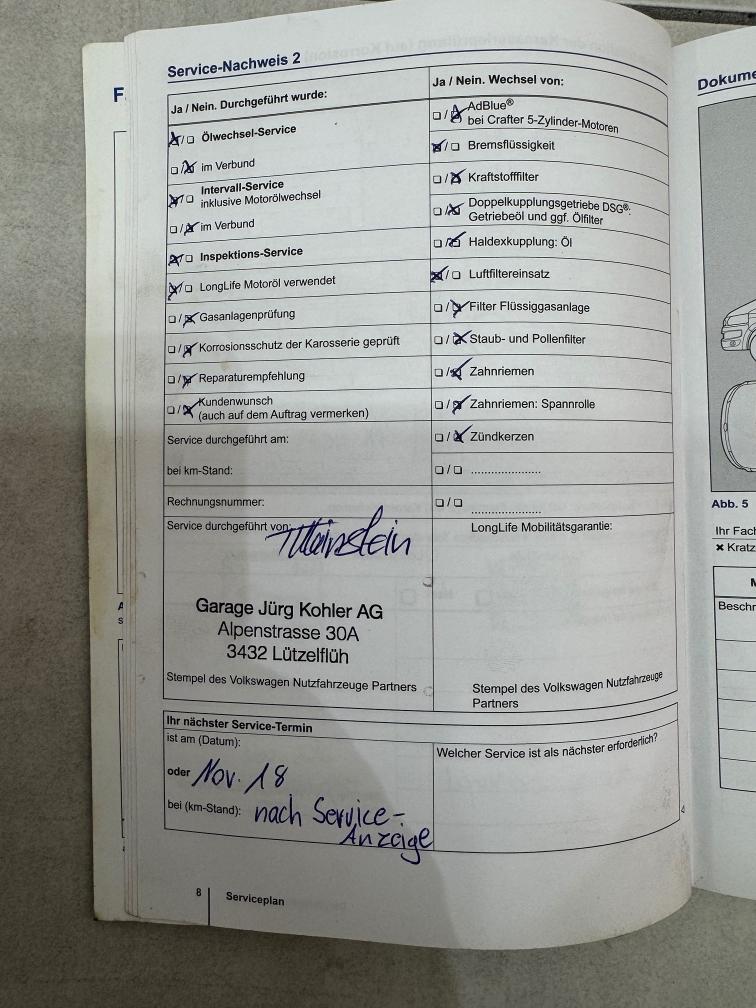 Service-Nachweis 2
Ja / Nein. Durchgeführt wurde:
Ölwechsel-Service
im Verbund
Intervall-Service
inklusive Motorölwechsel
im Verbund
Inspektions-Service
LongLife Motoröl verwendet
Gasanlagenprüfung
Korrosionsschutz der Karosserie geprüft
Reparaturempfehlung
Kundenwunsch
(auch auf dem Auftrag vermerken)
Service durchgeführt am:
bei km-Stand:
Rechnungsnummer:
Service durchgeführt von:
Garage Jürg Kohler AG
Alpenstrasse 30A
3432 Lützelflüh
Stempel des Volkswagen Nutzfahrzeuge Partners
Ja / Nein. Wechsel von:
AdBlue®
bei Crafter 5-Zylinder-Motoren
Bremsflüssigkeit
Kraftstofffilter
Doppelkupplungsgetriebe DSG®:
Getriebeöl und ggf. Ölfilter
Haldexkupplung: Öl
Luftfiltereinsatz
Filter Flüssiggasanlage
Staub- und Pollenfilter
Zahnriemen
Zahnriemen: Spannrolle
Zündkerzen
LongLife Mobilitätsgarantie:
Stempel des Volkswagen Nutzfahrzeuge
Partners
Ihr nächster Service-Termin
ist am (Datum):
oder Nov. 18
bei (km-Stand): nach Service-
Anzeige
Welcher Service ist als nächster erforderlich?
8 Serviceplan
Abb. 5